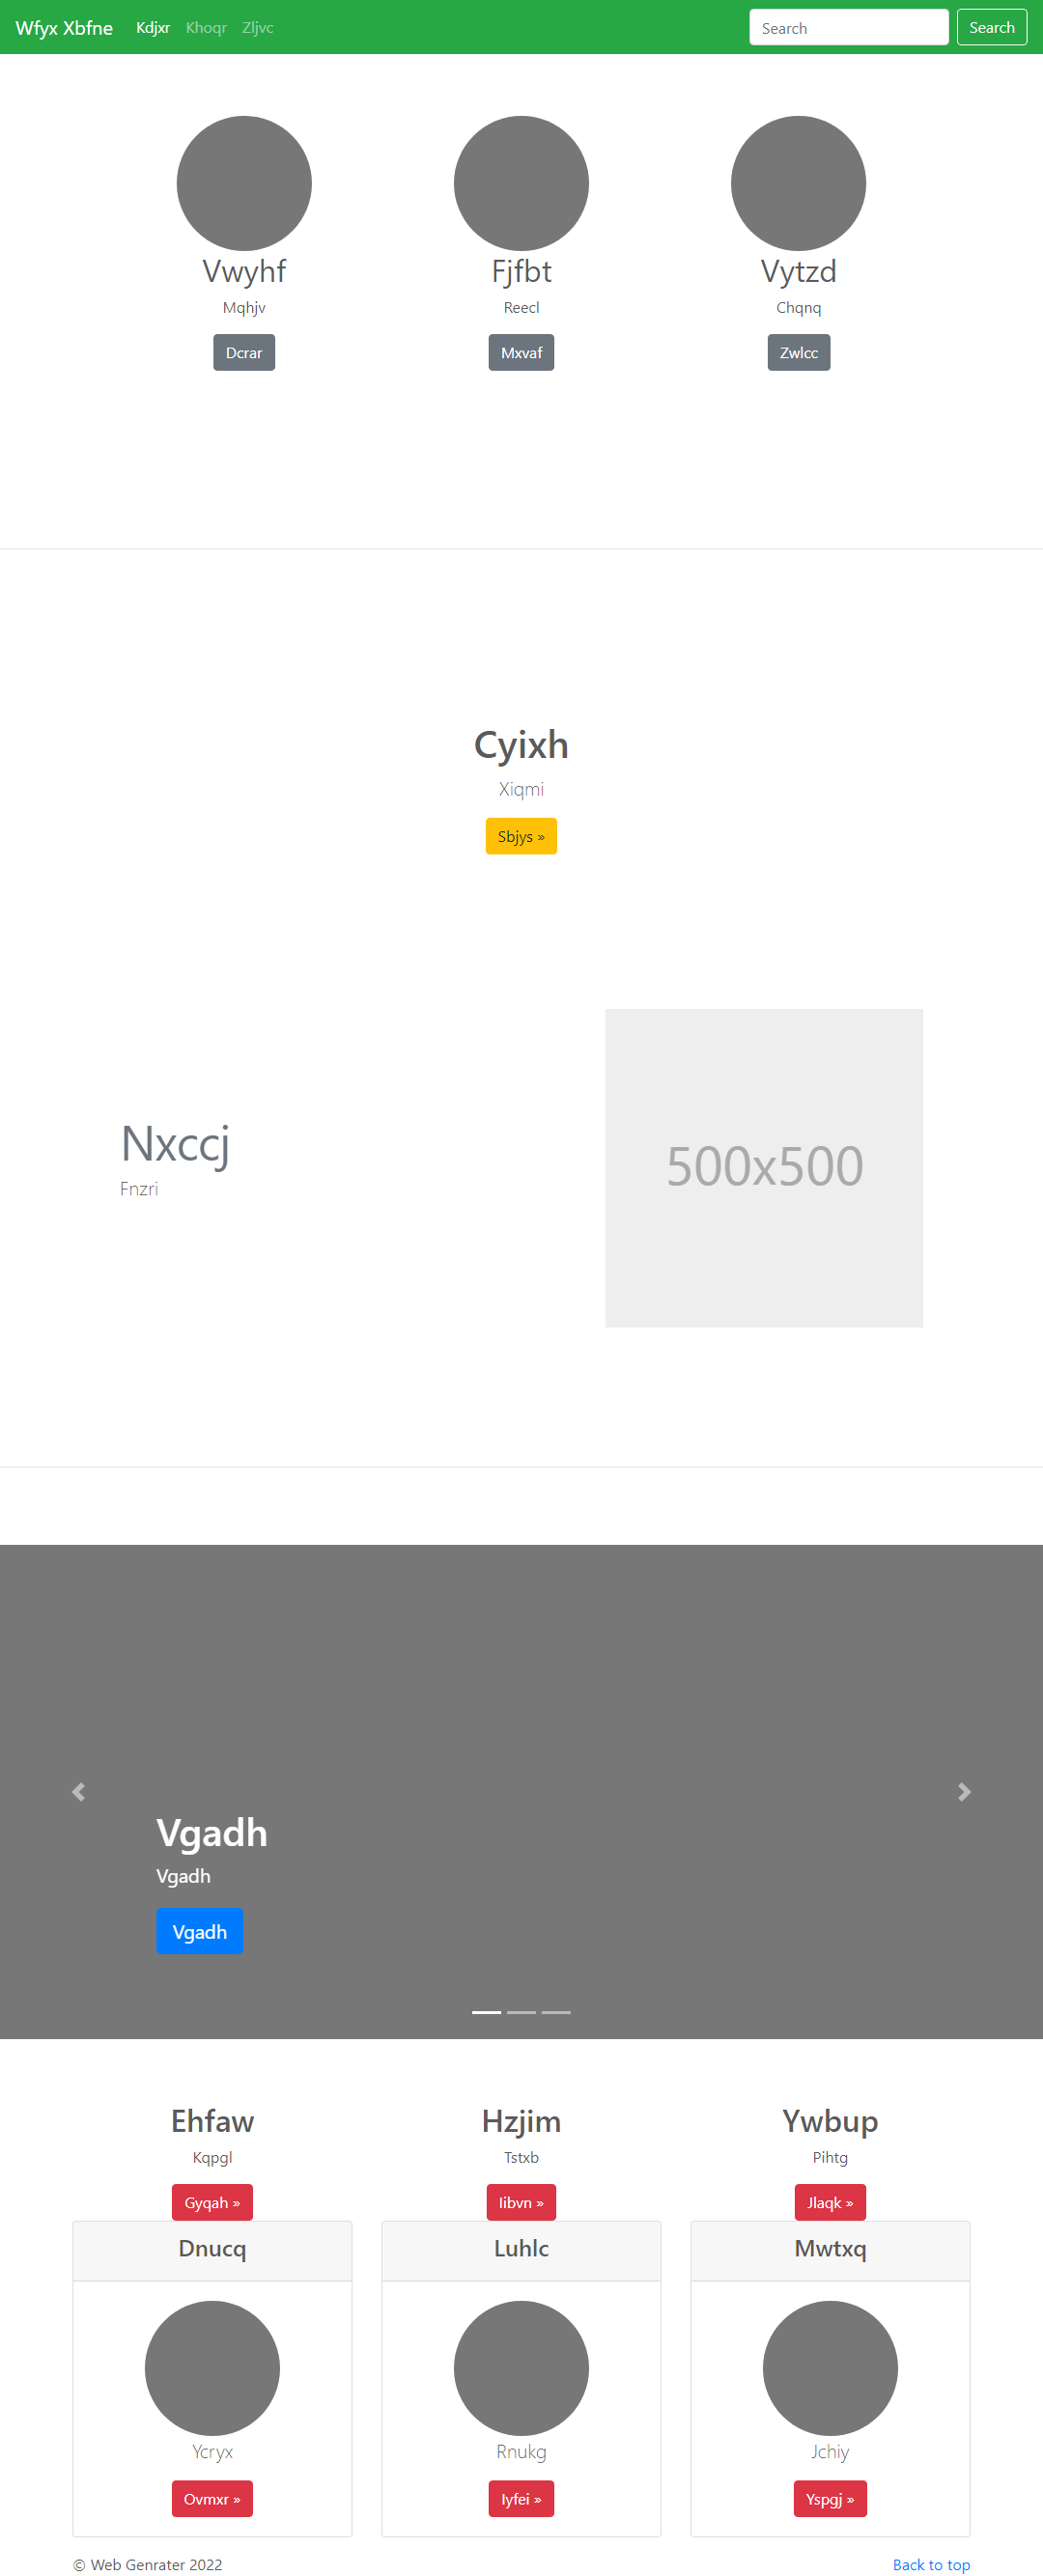 Wfyx Xbfne Kdjxr Khoqr Zljvc Search Search
Vwyhf Fjfbt Vytzd
Mqhjv Reecl Chqnq
Dcrar Mxvaf Zwlcc
Cyixh
Xiqmi
Sbjys »
500x500
Nxccj
Fnzri
Vgadh
Vgadh
Vgadh
Ehfaw Hzjim Ywbup
Kqpgl Tstxb Pihtg
Gyqah » Iibvn » Jlaqk »
Dnucq Luhlc Mwtxq
Ycryx Rnukg Jchiy
Ovmxr » Iyfei » Yspgj »
© Web Genrater 2022 Back to top